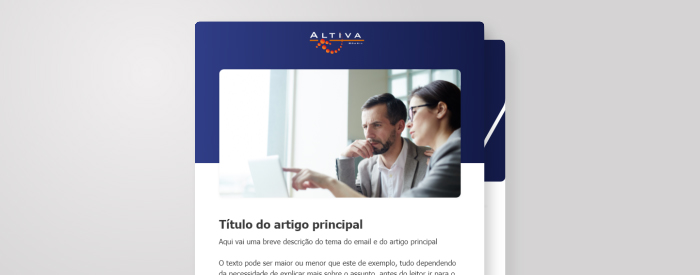 ALTIVA
Título do artigo principal
Aqui vai uma breve descrição do tema do email e do artigo principal
O texto pode ser maior ou menor que este de exemplo, tudo dependendo
da necessidade de explicar mais sobre o assunto, antes do leitor ir para o